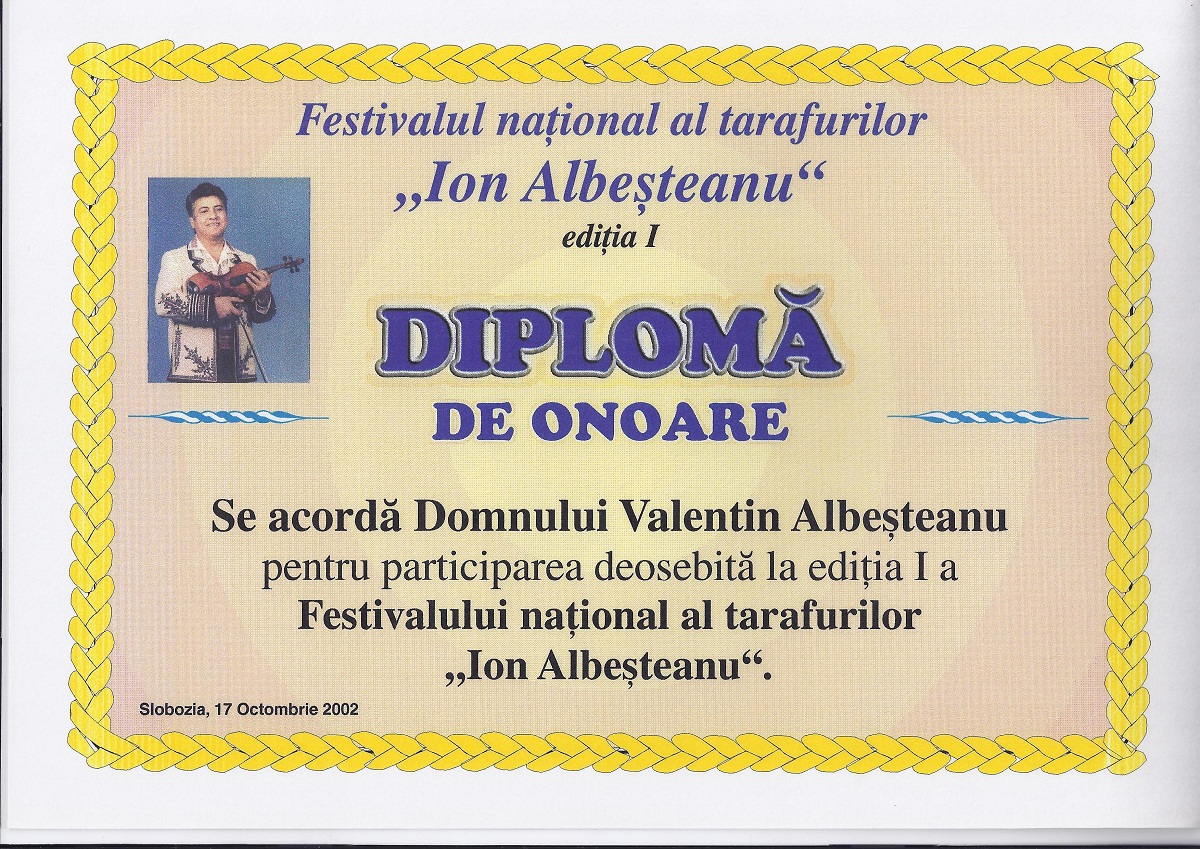 Festivalul național al tarafurilor
„Ion Albeșteanu“
ediția I
DIPLOMĂ
DE ONOARE
Se acordă Domnului Valentin Albeșteanu
pentru participarea deosebită la ediția I a
Festivalului național al tarafurilor
„Ion Albeșteanu“.
Slobozia, 17 Octombrie 2002